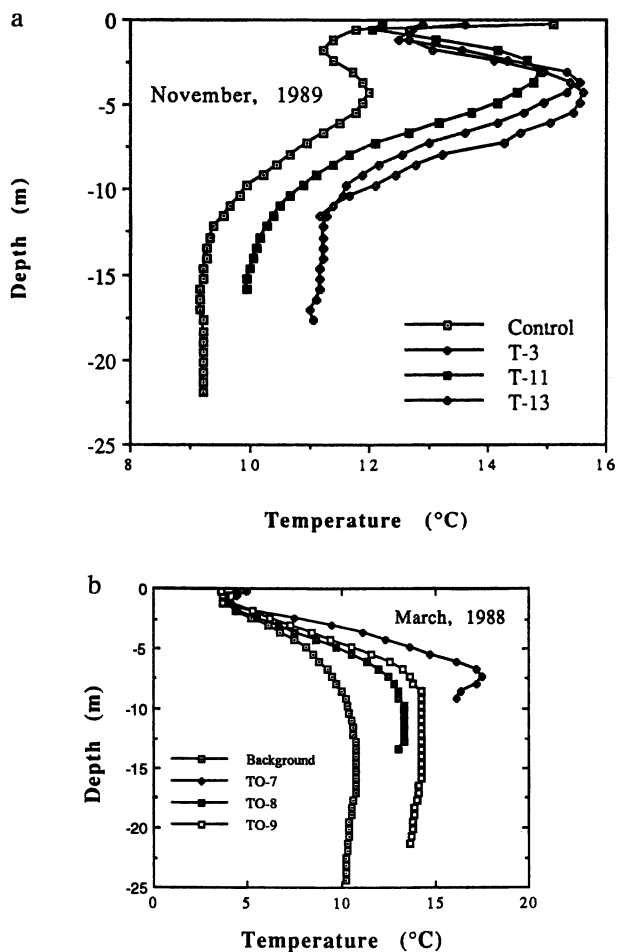 a
November, 1989
Depth (m)
0
-5
-10
-15
-20
-25
Control
T-3
T-11
T-13
8
10
12
14
16
Temperature (°C)
b
March, 1988
Depth (m)
0
-5
-10
-15
-20
-25
Background
TO-7
TO-8
TO-9
0
5
10
15
20
Temperature (°C)